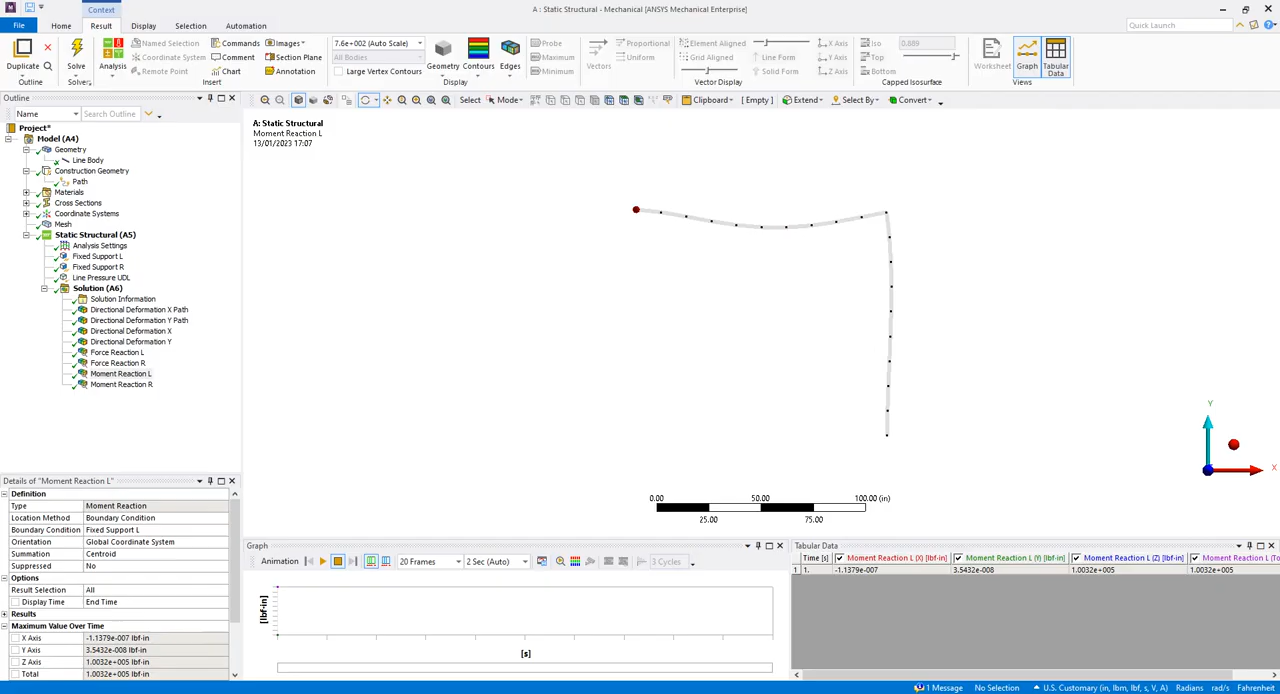 Context
A : Static Structural - Mechanical [ANSYS Mechanical Enterprise]
File Home Result Display Selection Automation
Quick Launch
Duplicate
Outline
Solve
Solver
Analysis
Named Selection
Coordinate System
Remote Point
Commands
Comment
Chart
Images
Section Plane
Annotation
Insert
7.6e+002 (Auto Scale)
All Bodies
Large Vertex Contours
Geometry Contours Edges
Display
Probe
Maximum
Minimum
Vectors
Proportional
Uniform
Element Aligned
Grid Aligned
Line Form
Solid Form
X Axis
Y Axis
Z Axis
Vector Display
Iso
Top
Bottom
0.889
Capped Isosurface
Worksheet
Graph
Tabular
Data
Views
Outline
Name
Search Outline
Select Mode Clipboard [ Empty ] Extend Select By Convert
Project*
Model (A4)
Geometry
Line Body
Construction Geometry
Path
Materials
Cross Sections
Coordinate Systems
Mesh
Static Structural (A5)
Analysis Settings
Fixed Support L
Fixed Support R
Line Pressure UDL
Solution (A6)
Solution Information
Directional Deformation X Path
Directional Deformation Y Path
Directional Deformation X
Directional Deformation Y
Force Reaction L
Force Reaction R
Moment Reaction L
Moment Reaction R
A: Static Structural
Moment Reaction L
13/01/2023 17:07
Y
X
0.00 50.00 100.00 (in)
25.00 75.00
Details of "Moment Reaction L"
Definition
Type Moment Reaction
Location Method Boundary Condition
Boundary Condition Fixed Support L
Orientation Global Coordinate System
Summation Centroid
Suppressed No
Options
Result Selection All
Display Time End Time
Results
Maximum Value Over Time
X Axis -1.1379e-007 lbf·in
Y Axis 3.5432e-008 lbf·in
Z Axis 1.0032e+005 lbf·in
Total 1.0032e+005 lbf·in
Graph
Animation 20 Frames 2 Sec (Auto) 3 Cycles
[lbf·in]
[s]
Tabular Data
Time [s] Moment Reaction L (X) [lbf·in] Moment Reaction L (Y) [lbf·in] Moment Reaction L (Z) [lbf·in] Moment Reaction L (To
1 1. -1.1379e-007 3.5432e-008 1.0032e+005 1.0032e+005
1 Message No Selection U.S. Customary (in, lbm, lbf, s, V, A) Radians rad/s Fahrenheit